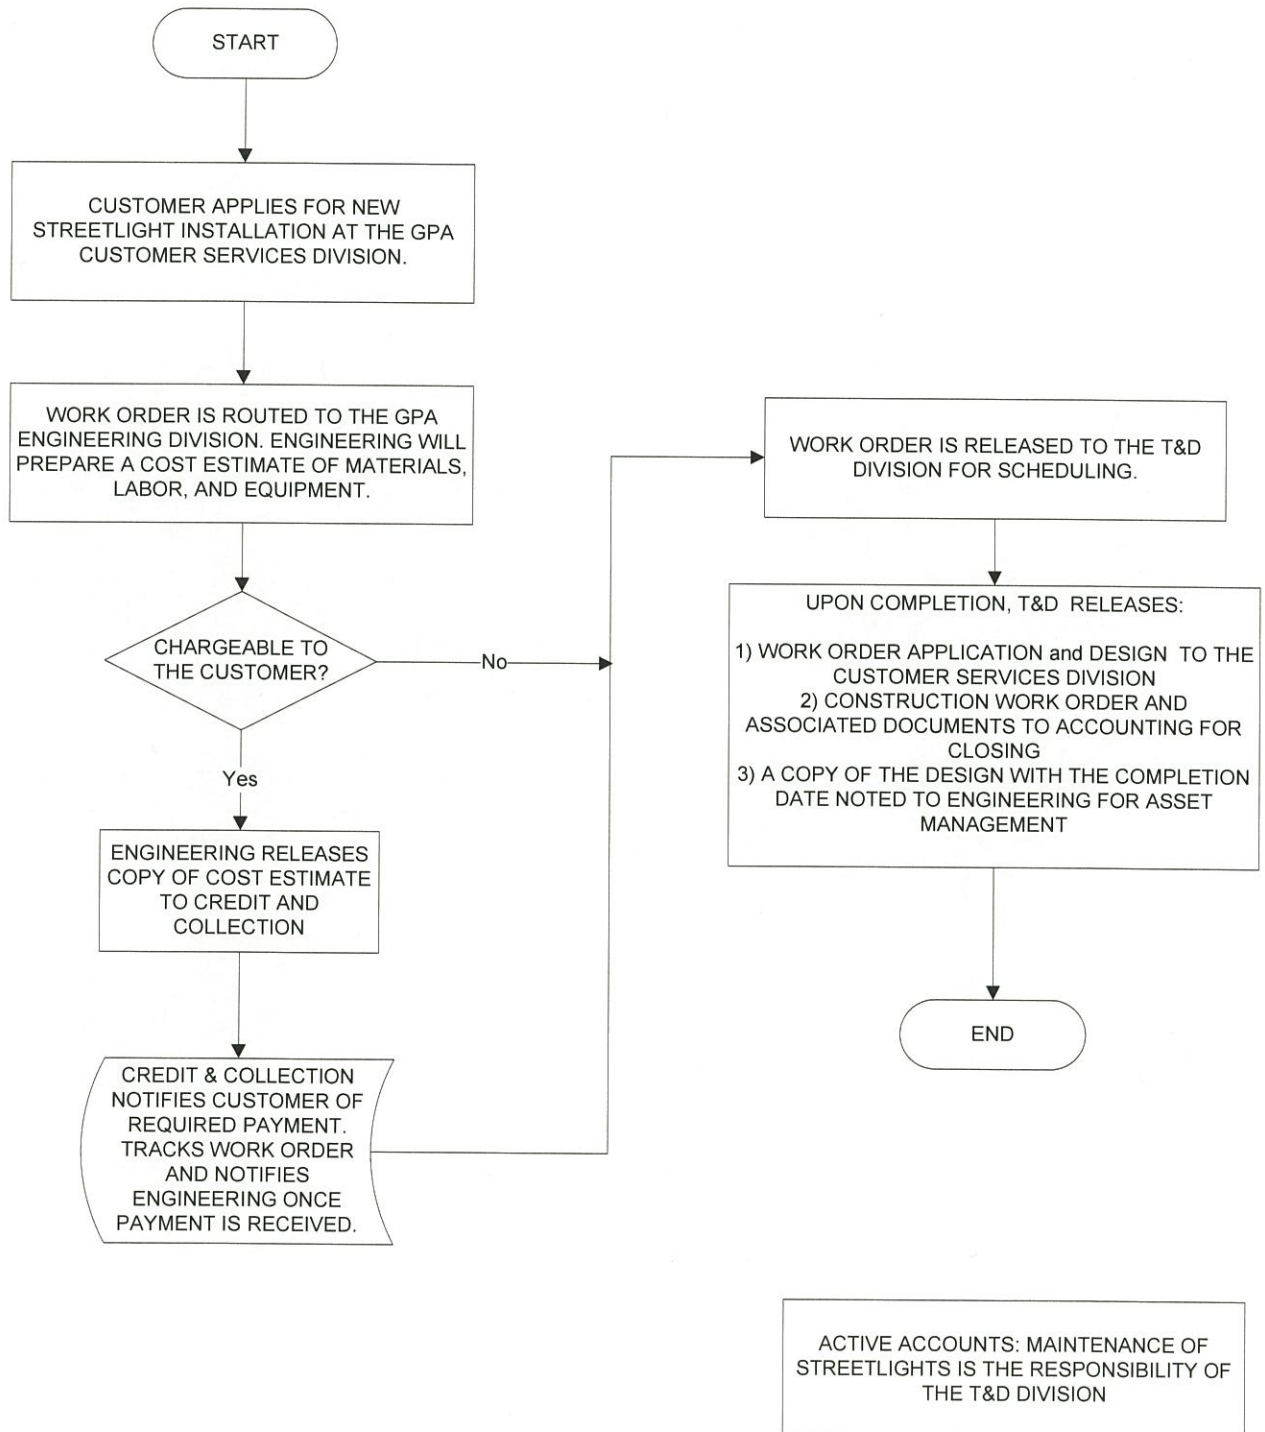 START
CUSTOMER APPLIES FOR NEW
STREETLIGHT INSTALLATION AT THE GPA
CUSTOMER SERVICES DIVISION.
WORK ORDER IS ROUTED TO THE GPA
ENGINEERING DIVISION. ENGINEERING WILL
PREPARE A COST ESTIMATE OF MATERIALS,
LABOR, AND EQUIPMENT.
CHARGEABLE TO
THE CUSTOMER?
No
Yes
ENGINEERING RELEASES
COPY OF COST ESTIMATE
TO CREDIT AND
COLLECTION
CREDIT & COLLECTION
NOTIFIES CUSTOMER OF
REQUIRED PAYMENT.
TRACKS WORK ORDER
AND NOTIFIES
ENGINEERING ONCE
PAYMENT IS RECEIVED.
WORK ORDER IS RELEASED TO THE T&D
DIVISION FOR SCHEDULING.
UPON COMPLETION, T&D RELEASES:
1) WORK ORDER APPLICATION and DESIGN TO THE
CUSTOMER SERVICES DIVISION
2) CONSTRUCTION WORK ORDER AND
ASSOCIATED DOCUMENTS TO ACCOUNTING FOR
CLOSING
3) A COPY OF THE DESIGN WITH THE COMPLETION
DATE NOTED TO ENGINEERING FOR ASSET
MANAGEMENT
END
ACTIVE ACCOUNTS: MAINTENANCE OF
STREETLIGHTS IS THE RESPONSIBILITY OF
THE T&D DIVISION